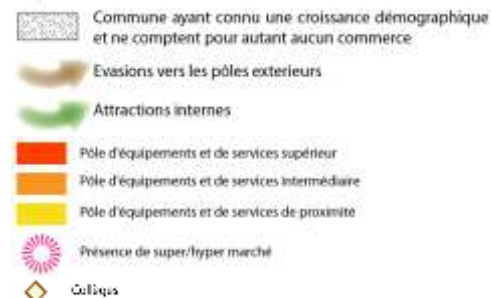 Commune ayant connu une croissance démographique
et ne comptent pour autant aucun commerce
Evasions vers les pôles exterieurs
Attractions internes
Pôle d'équipements et de services supérieur
Pôle d'équipements et de services intermédiaire
Pôle d'équipements et de services de proximité
Présence de super/hyper marché
Collèges